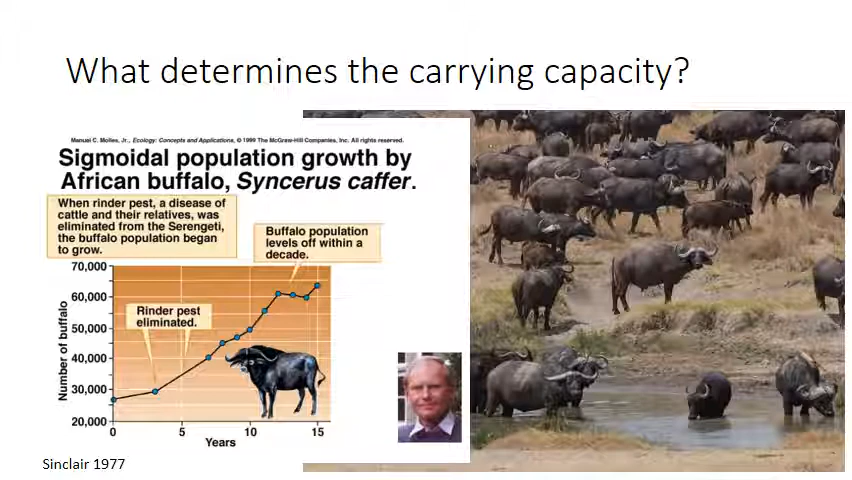 What determines the carrying capacity?
Manuel C. Molles, Jr., Ecology: Concepts and Applications, © 1999 The McGraw-Hill Companies, Inc. All rights reserved.
Sigmoidal population growth by
African buffalo, Syncerus caffer.
When rinder pest, a disease of
cattle and their relatives, was
eliminated from the Serengeti,
the buffalo population began
to grow.
Buffalo population
levels off within a
decade.
Rinder pest
eliminated.
Number of buffalo
70,000
60,000
50,000
40,000
30,000
20,000
0 5 10 15
Years
Sinclair 1977